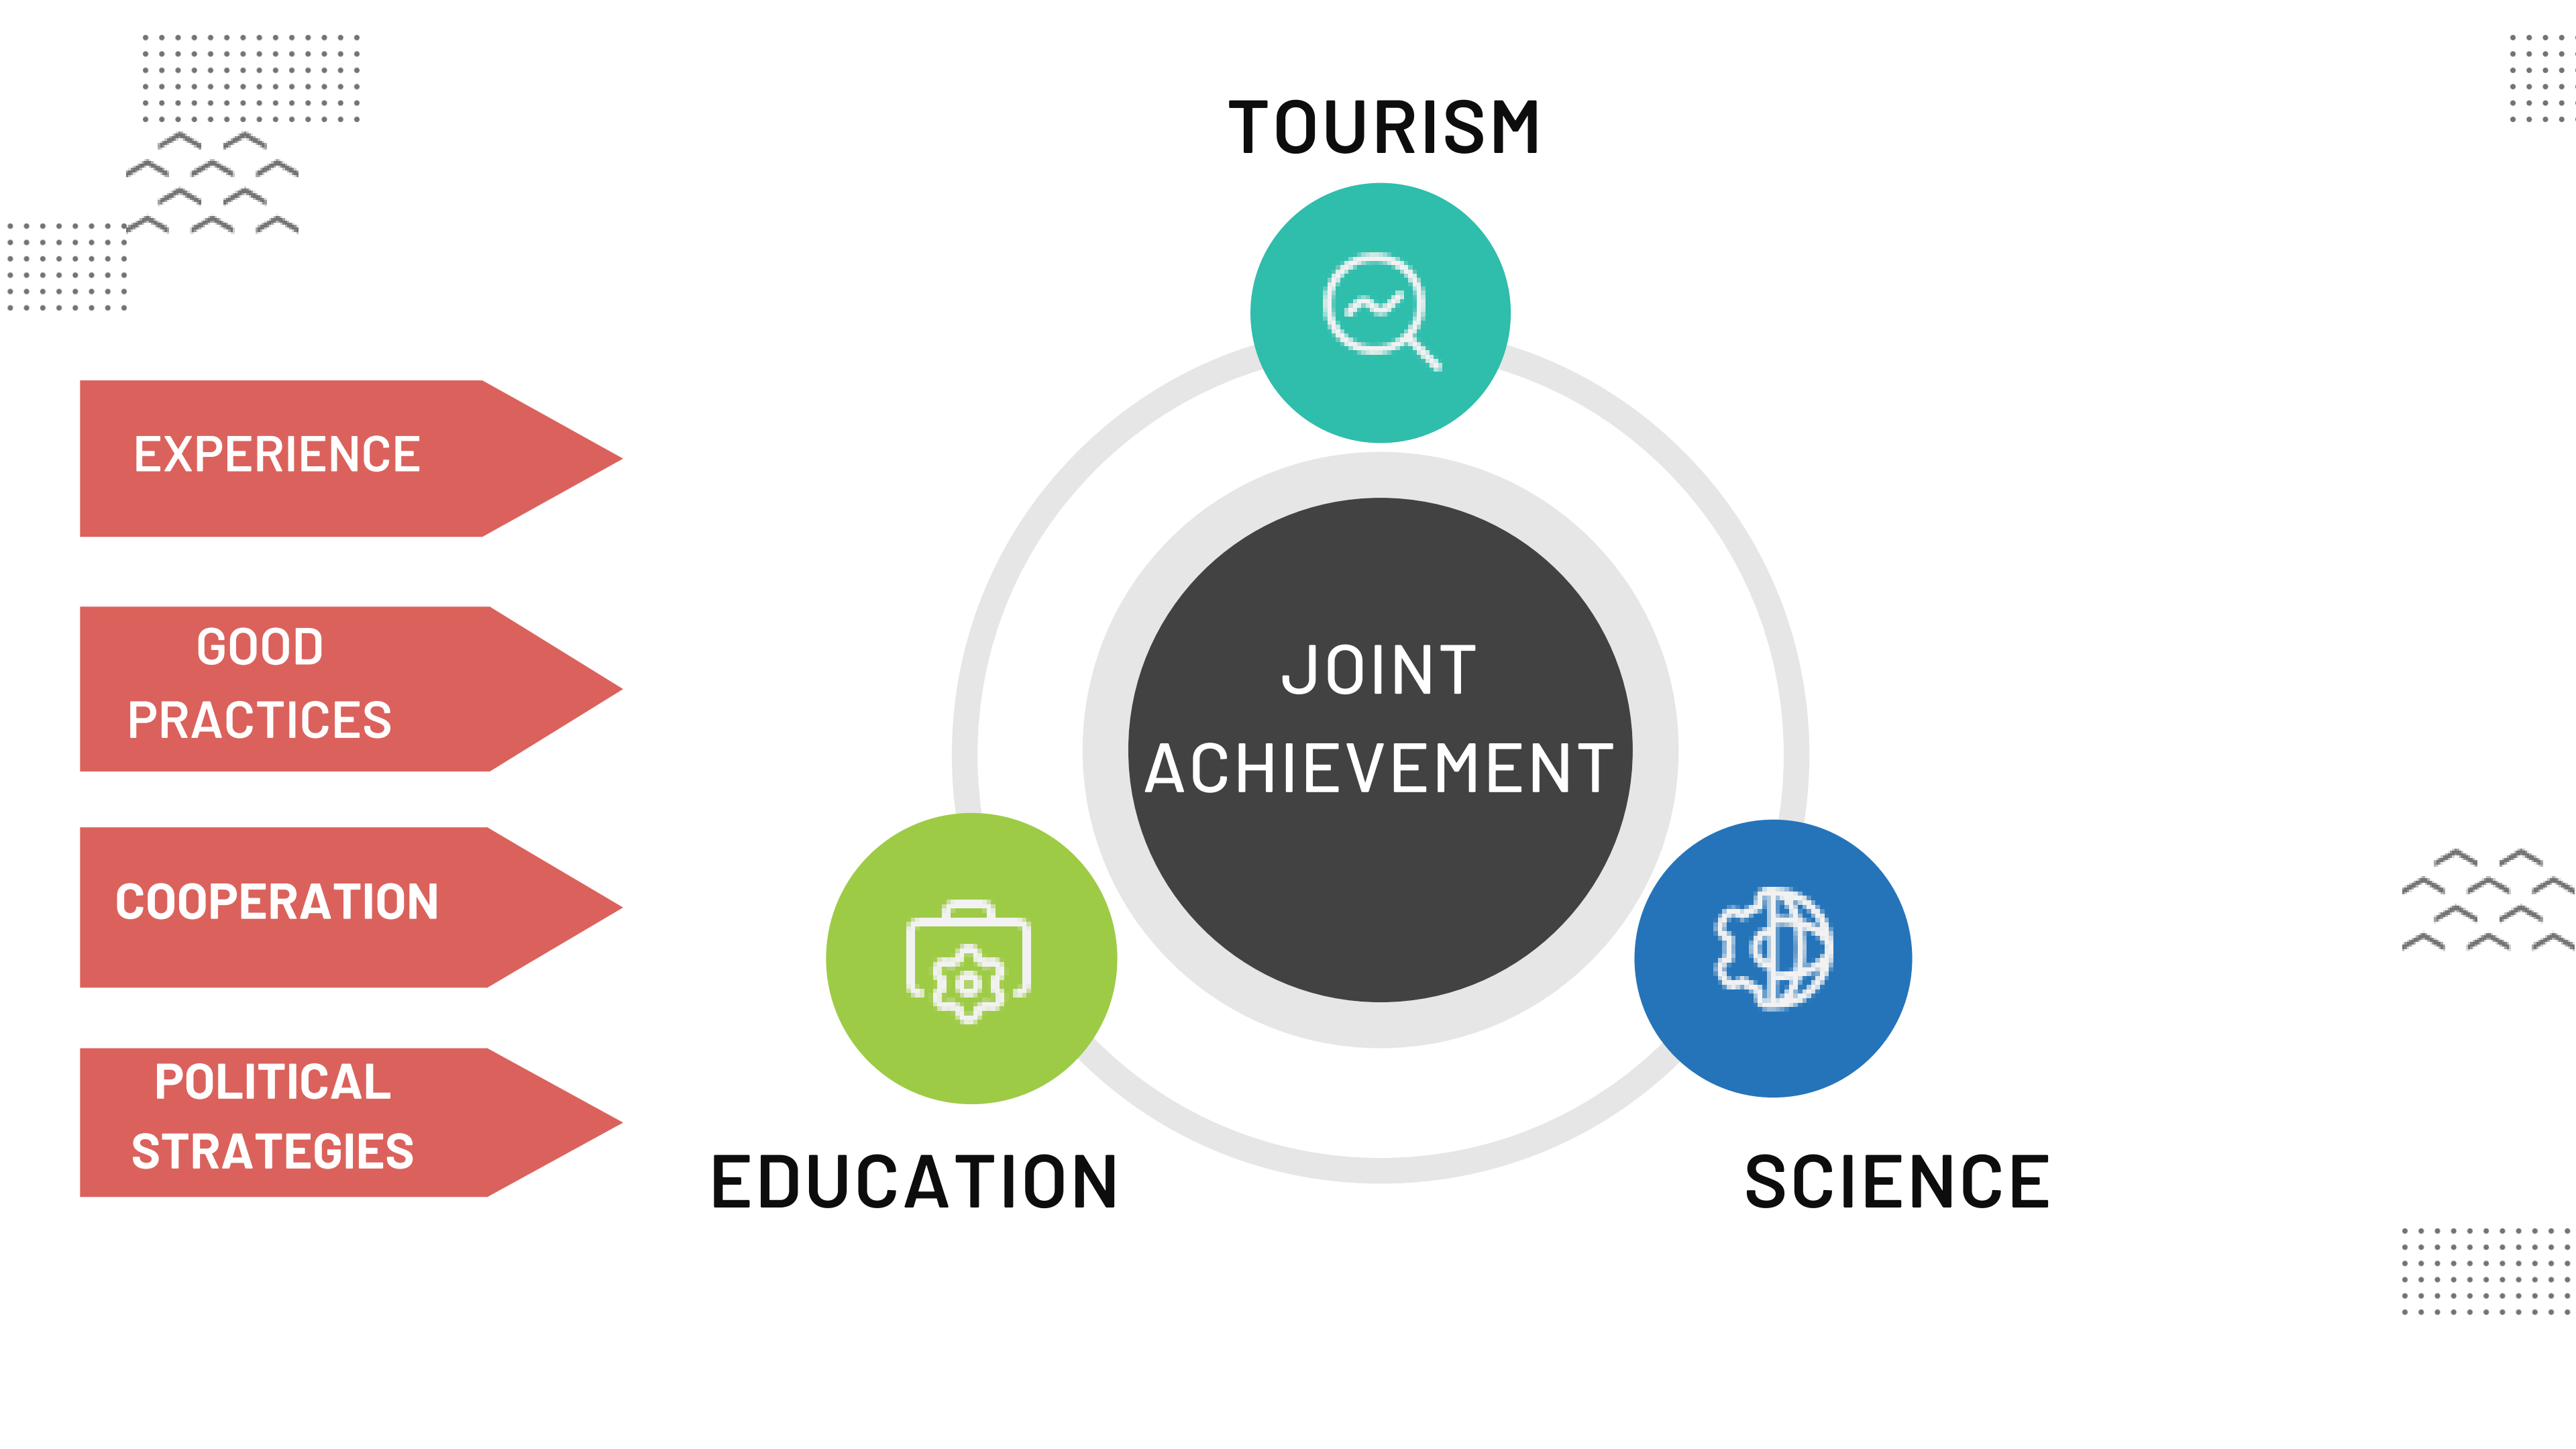 TOURISM
EXPERIENCE
GOOD
PRACTICES
COOPERATION
POLITICAL
STRATEGIES
JOINT
ACHIEVEMENT
EDUCATION
SCIENCE